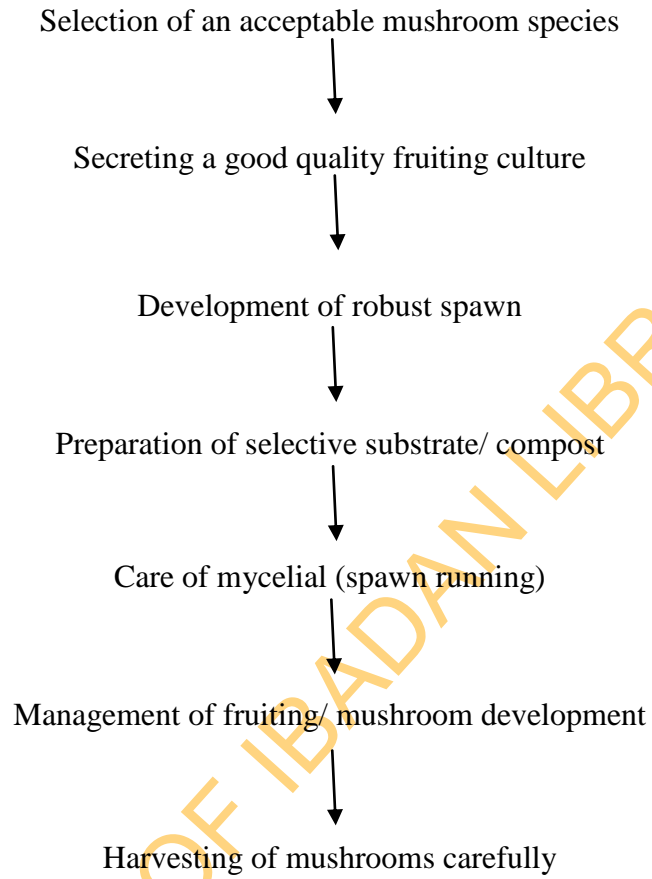 Selection of an acceptable mushroom species
Secreting a good quality fruiting culture
Development of robust spawn
Preparation of selective substrate/ compost
Care of mycelial (spawn running)
Management of fruiting/ mushroom development
Harvesting of mushrooms carefully
OF IBADAN LIBR